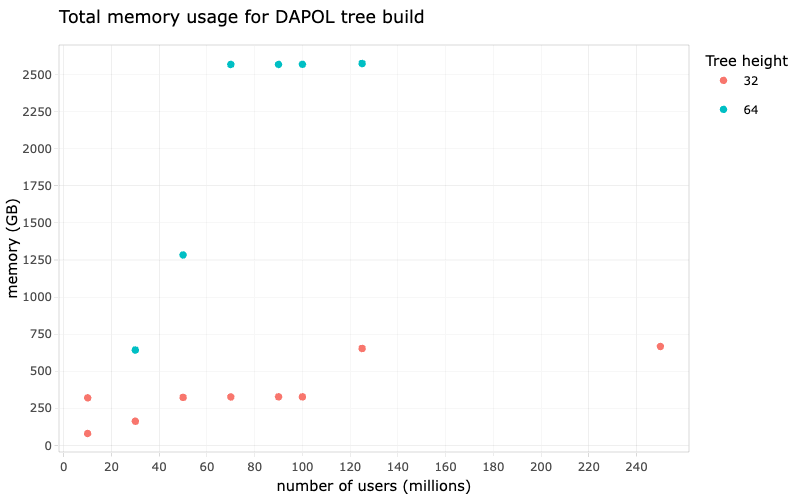 Total memory usage for DAPOL tree build
Tree height
32
64
memory (GB)
2500
2250
2000
1750
1500
1250
1000
750
500
250
0
0 20 40 60 80 100 120 140 160 180 200 220 240
number of users (millions)